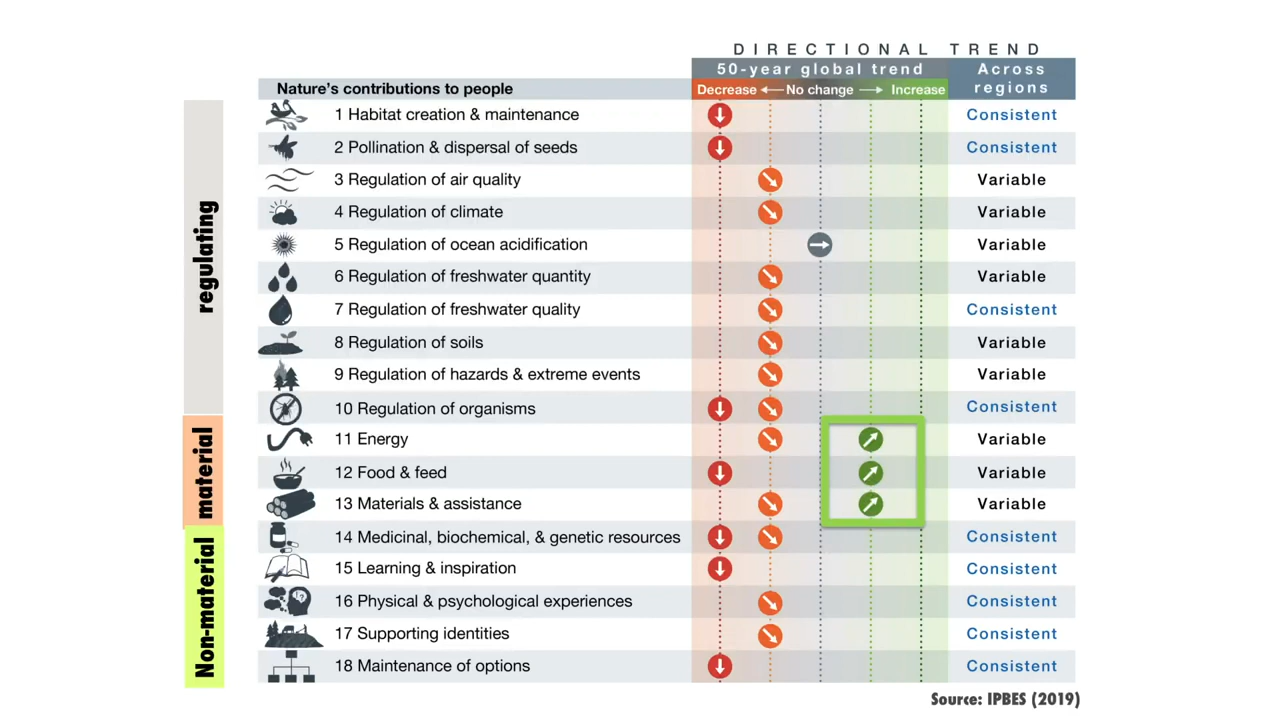 DIRECTIONAL TREND
50-year global trend
Across regions
Nature's contributions to people
Decrease No change Increase
regulating
1 Habitat creation & maintenance Consistent
2 Pollination & dispersal of seeds Consistent
3 Regulation of air quality Variable
4 Regulation of climate Variable
5 Regulation of ocean acidification Variable
6 Regulation of freshwater quantity Variable
7 Regulation of freshwater quality Consistent
8 Regulation of soils Variable
9 Regulation of hazards & extreme events Variable
10 Regulation of organisms Consistent
material
11 Energy Variable
12 Food & feed Variable
13 Materials & assistance Variable
Non-material
14 Medicinal, biochemical, & genetic resources Consistent
15 Learning & inspiration Consistent
16 Physical & psychological experiences Consistent
17 Supporting identities Consistent
18 Maintenance of options Consistent
Source: IPBES (2019)